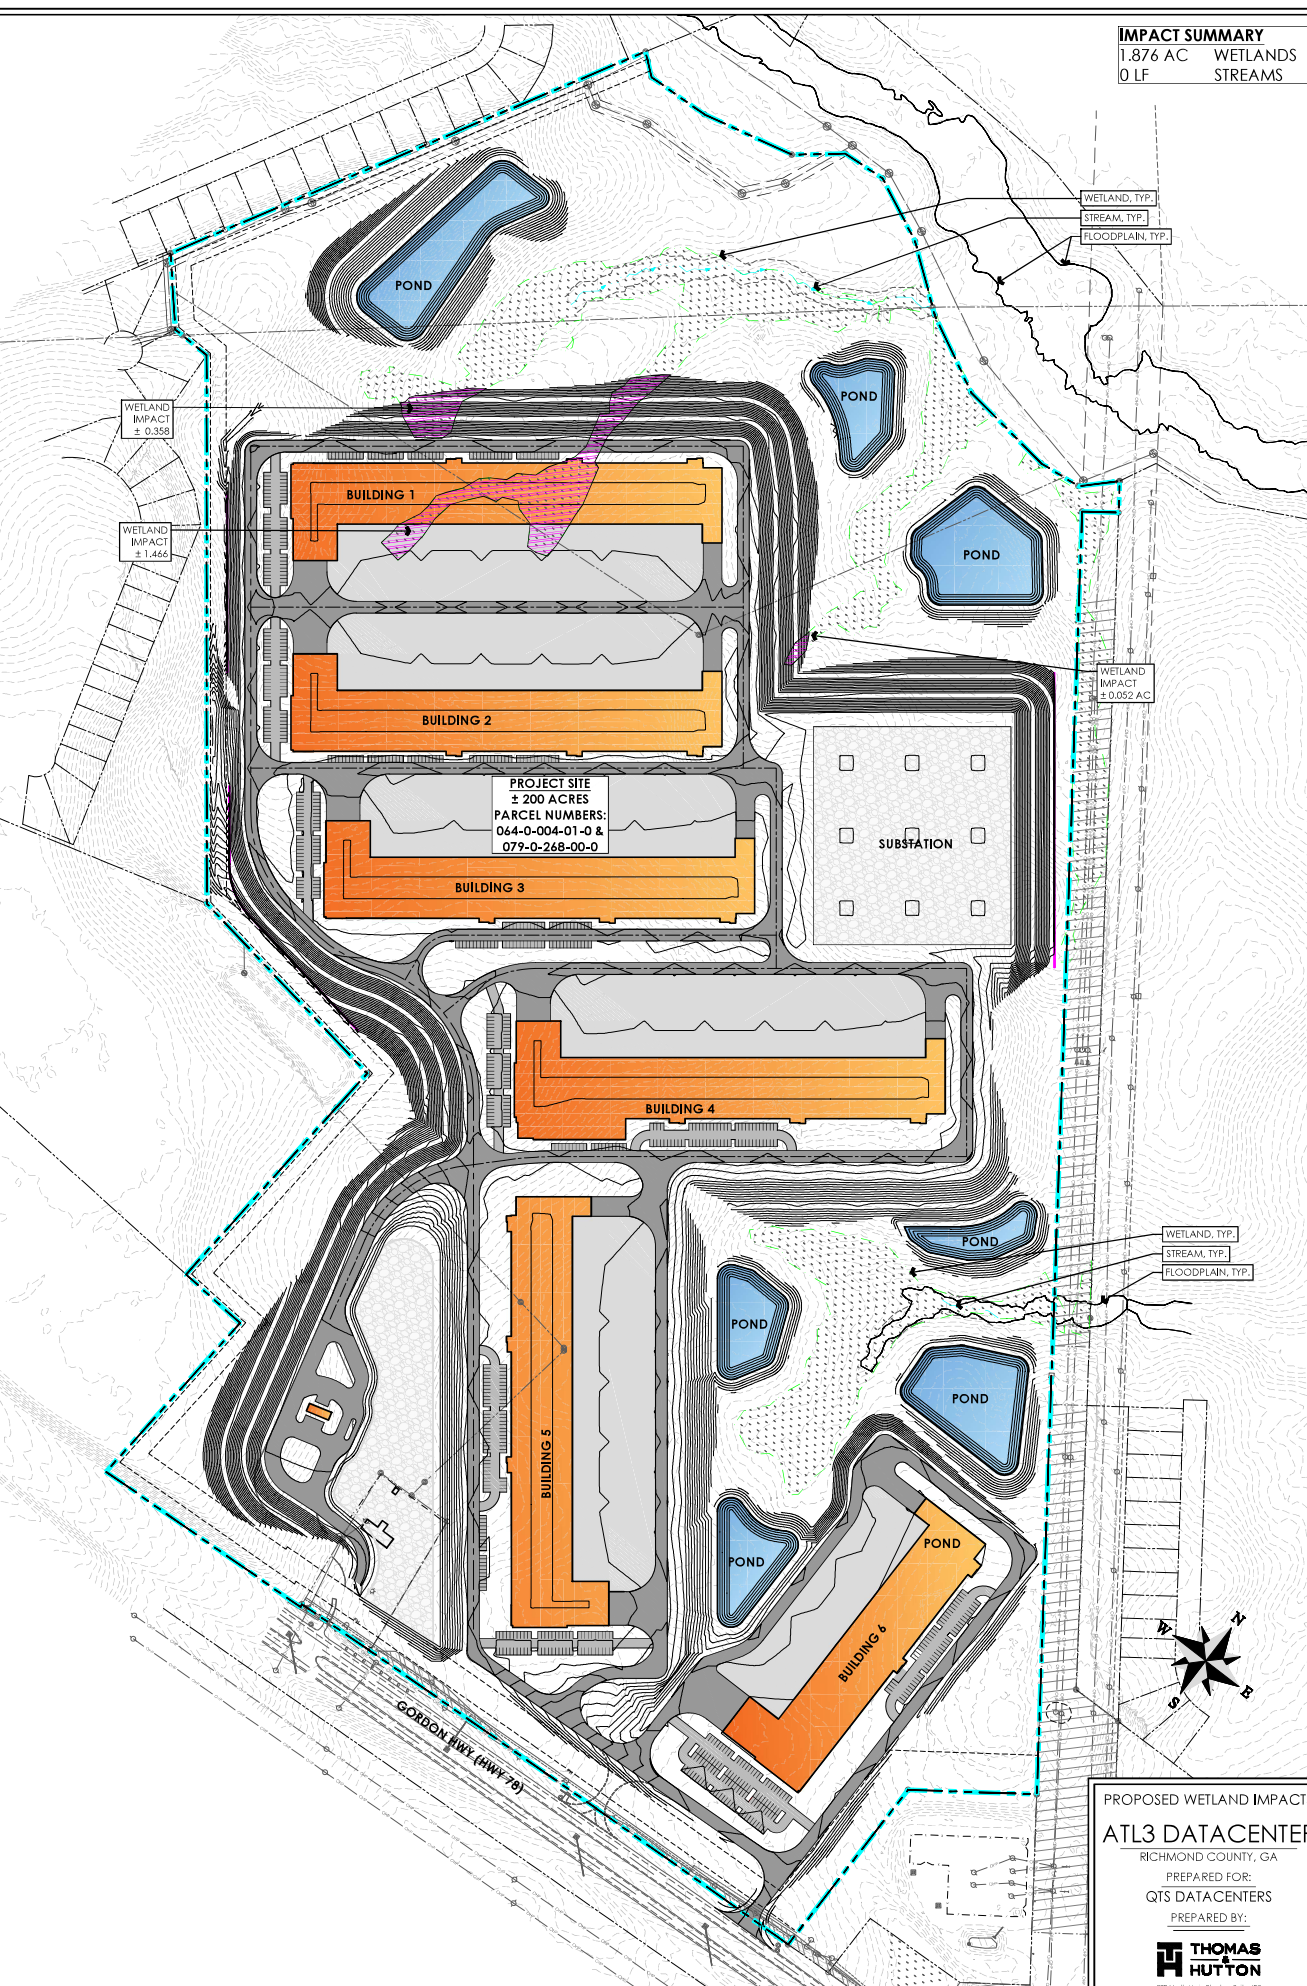 IMPACT SUMMARY
1.876 AC WETLANDS
0 LF STREAMS
WETLAND, TYP.
STREAM, TYP.
FLOODPLAIN, TYP.
POND
POND
WETLAND
IMPACT
± 0.358
BUILDING 1
WETLAND
IMPACT
± 1.466
POND
WETLAND
IMPACT
± 0.052 AC
BUILDING 2
PROJECT SITE
± 200 ACRES
PARCEL NUMBERS:
064-0-004-01-0 &
079-0-268-00-0
SUBSTATION
BUILDING 3
BUILDING 4
WETLAND, TYP.
STREAM, TYP.
FLOODPLAIN, TYP.
POND
POND
POND
BUILDING 5
POND
POND
BUILDING 6
GORDON HWY (HWY 78)
N
W
E
S
PROPOSED WETLAND IMPACT
ATL3 DATACENTER
RICHMOND COUNTY, GA
PREPARED FOR:
QTS DATACENTERS
PREPARED BY:
THOMAS
&
HUTTON